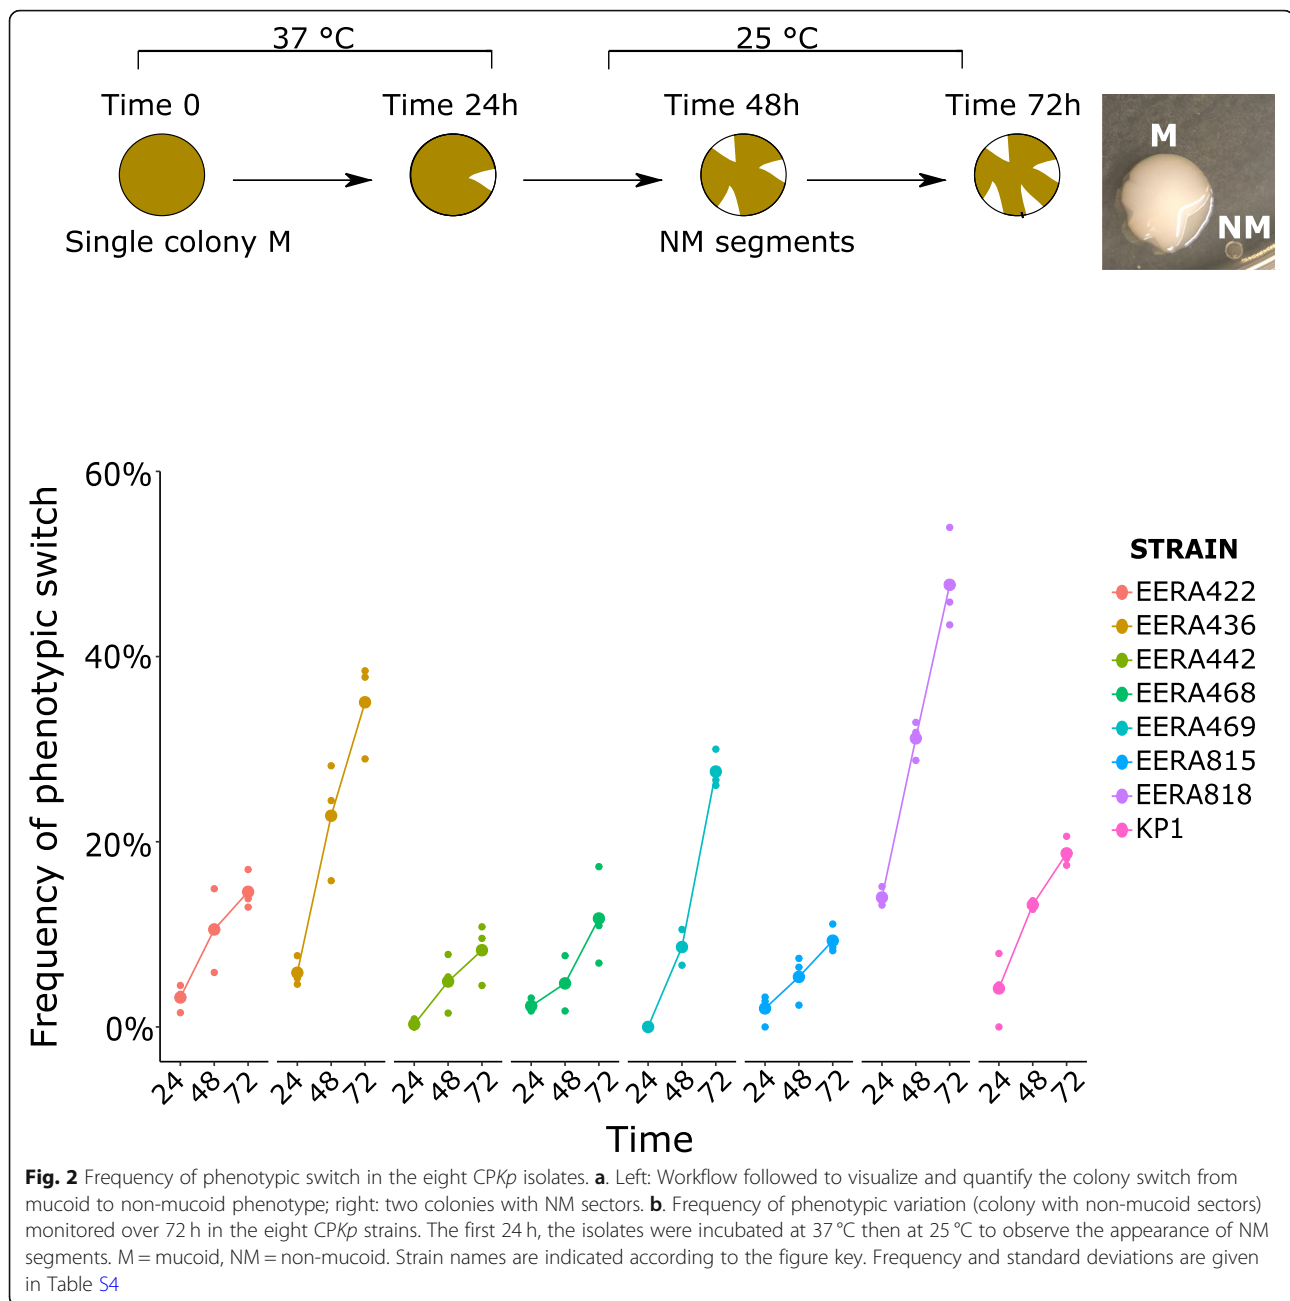 37 °C
25 °C
Time 0
Time 24h
Time 48h
Time 72h
M
NM
Single colony M
NM segments
Frequency of phenotypic switch
60%
40%
20%
0%
24 48 72 24 48 72 24 48 72 24 48 72 24 48 72 24 48 72 24 48 72 24 48 72
Time
STRAIN
EERA422
EERA436
EERA442
EERA468
EERA469
EERA815
EERA818
KP1
Fig. 2 Frequency of phenotypic switch in the eight CPKp isolates. a. Left: Workflow followed to visualize and quantify the colony switch from
mucoid to non-mucoid phenotype; right: two colonies with NM sectors. b. Frequency of phenotypic variation (colony with non-mucoid sectors)
monitored over 72 h in the eight CPKp strains. The first 24 h, the isolates were incubated at 37 °C then at 25 °C to observe the appearance of NM
segments. M = mucoid, NM = non-mucoid. Strain names are indicated according to the figure key. Frequency and standard deviations are given
in Table S4